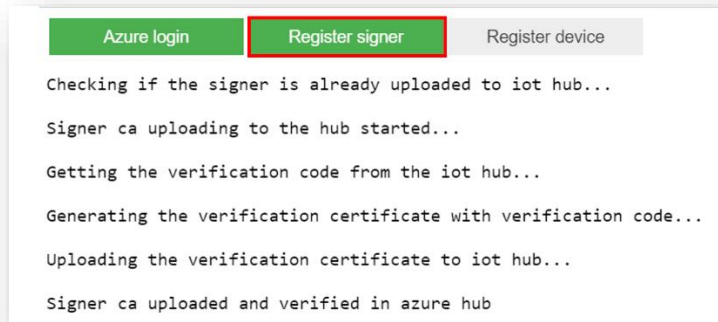 Azure login Register signer Register device
Checking if the signer is already uploaded to iot hub...
Signer ca uploading to the hub started...
Getting the verification code from the iot hub...
Generating the verification certificate with verification code...
Uploading the verification certificate to iot hub...
Signer ca uploaded and verified in azure hub